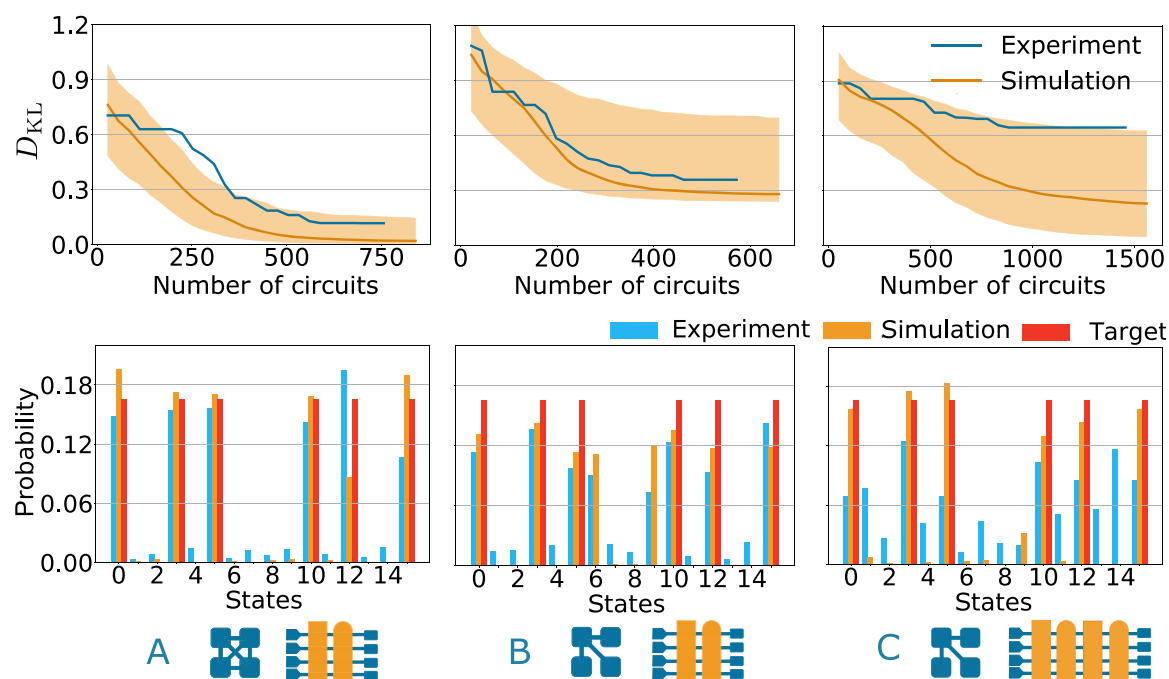 1.2
0.9
0.6
0.3
0.0
D_KL
Experiment
Simulation
0 250 500 750
0 200 400 600
0 500 1000 1500
Number of circuits
Number of circuits
Number of circuits
Experiment Simulation Target
0.18
0.12
0.06
0.00
Probability
0 2 4 6 8 10 12 14
0 2 4 6 8 10 12 14
0 2 4 6 8 10 12 14
States
States
States
A
B
C